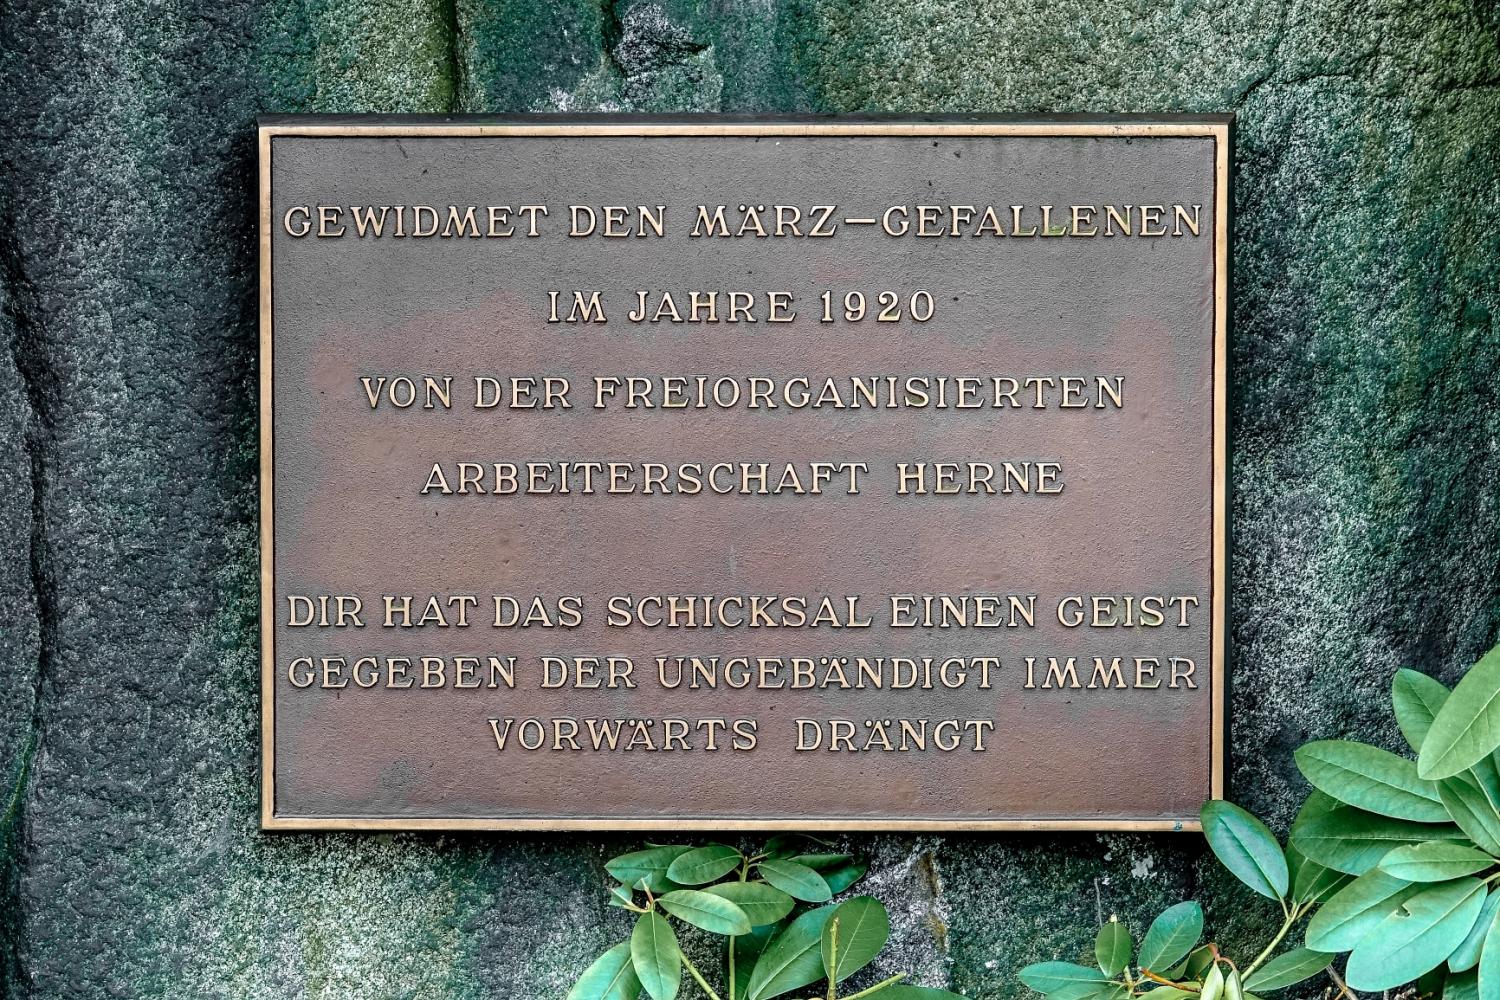 GEWIDMET DEN MÄRZ-GEFALLENEN
IM JAHRE 1920
VON DER FREIORGANISIERTEN
ARBEITERSCHAFT HERNE
DIR HAT DAS SCHICKSAL EINEN GEIST
GEGEBEN DER UNGEBÄNDIGT IMMER
VORWÄRTS DRÄNGT